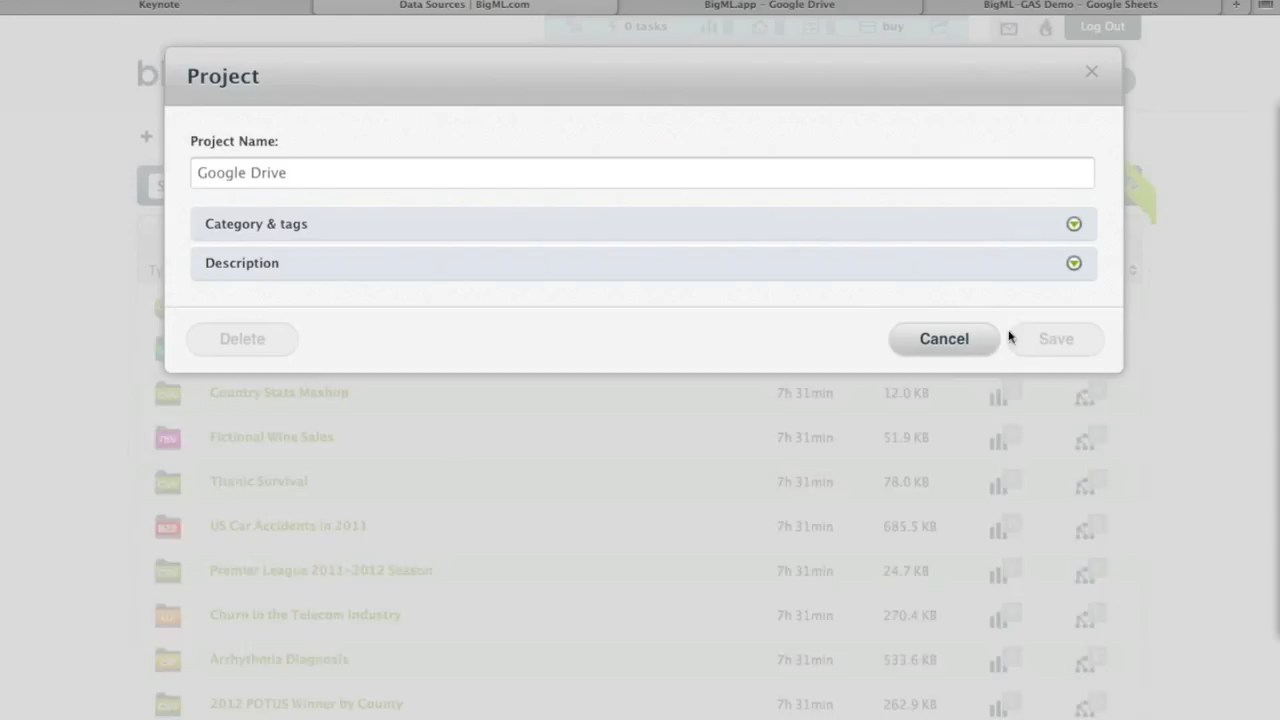 Keynote
Data Sources | BigML.com
BigML.app – Google Drive
BigML-GAS Demo – Google Sheets
+
0 tasks
buy
Log Out
Project
Project Name:
Google Drive
Category & tags
Description
Delete
Cancel
Save
Country Stats Mashup 7h 31min 12.0 KB
Fictional Wine Sales 7h 31min 51.9 KB
Titanic Survival 7h 31min 78.0 KB
US Car Accidents in 2011 7h 31min 685.5 KB
Premier League 2011-2012 Season 7h 31min 24.7 KB
Churn in the Telecom Industry 7h 31min 270.4 KB
Arrhythmia Diagnosis 7h 31min 533.6 KB
2012 POTUS Winner by County 7h 31min 262.9 KB